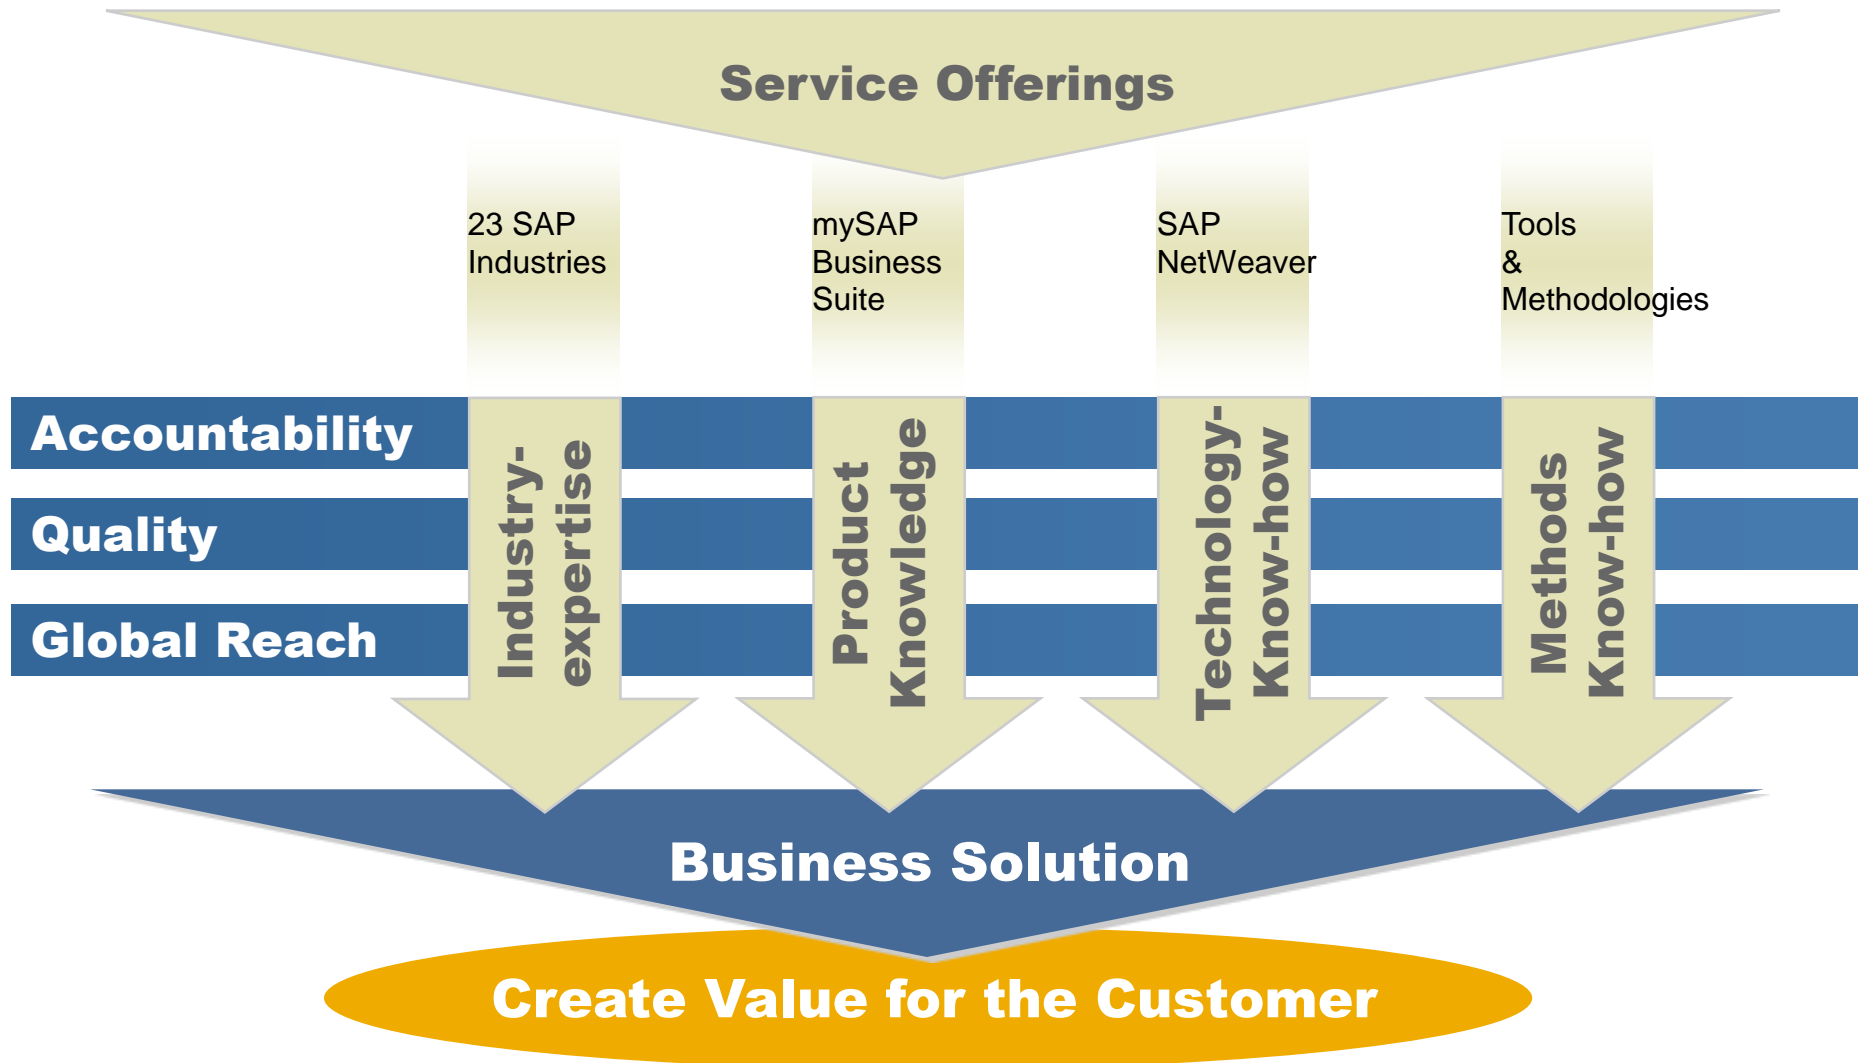 Service Offerings
23 SAP
Industries
mySAP
Business
Suite
SAP
NetWeaver
Tools
&
Methodologies
Accountability
Quality
Global Reach
Industry-
expertise
Product
Knowledge
Technology-
Know-how
Methods
Know-how
Business Solution
Create Value for the Customer